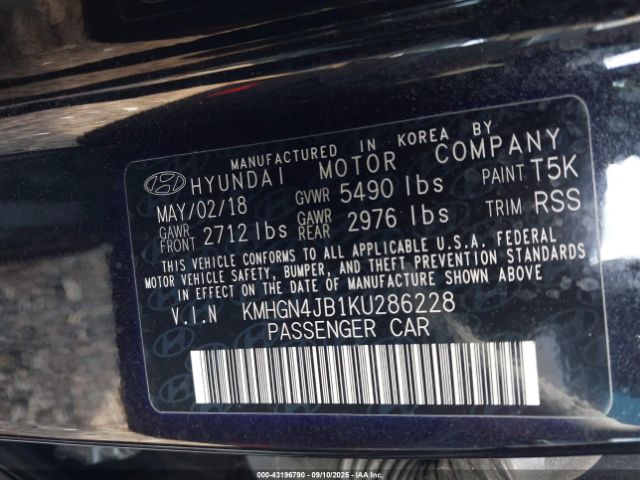 MANUFACTURED IN KOREA BY
HYUNDAI MOTOR COMPANY
MAY/02/18 GVWR 5490 lbs PAINT T5K
GAWR FRONT 2712 lbs GAWR REAR 2976 lbs TRIM RSS
THIS VEHICLE CONFORMS TO ALL APPLICABLE U.S.A. FEDERAL
MOTOR VEHICLE SAFETY, BUMPER, AND THEFT PREVENTION STANDARDS
IN EFFECT ON THE DATE OF MANUFACTURE SHOWN ABOVE.
V.I.N KMHGN4JB1KU286228
PASSENGER CAR
000-43196790 - 09/10/2025 - IAAI.COM